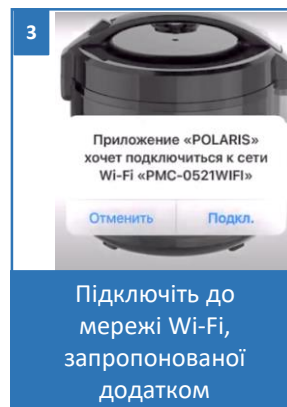 3
Приложение «POLARIS»
хочет подключиться к сети
Wi-Fi «PMC-0521WIFI»
Отменить
Подкл.
Підключіть до
мережі Wi-Fi,
запропонованої
додатком